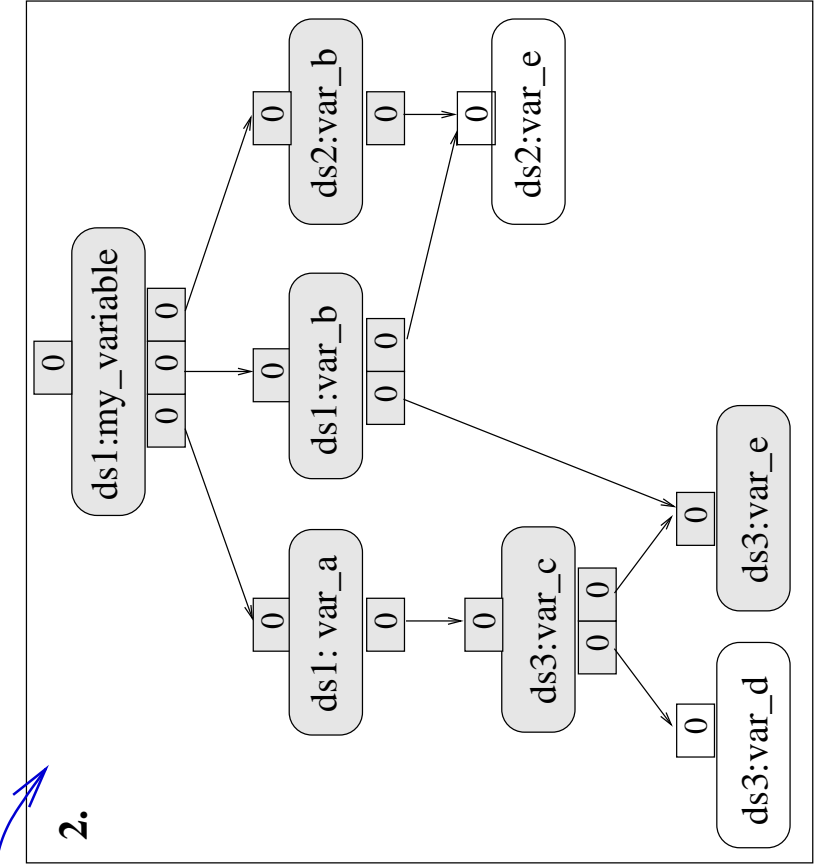 2.
0
ds1:my_variable
0 0 0
0 0 0
ds1: var_a
ds1:var_b
ds2:var_b
0
0 0
0
0
0
ds3:var_c
ds2:var_e
0 0
0
0
ds3:var_d
ds3:var_e